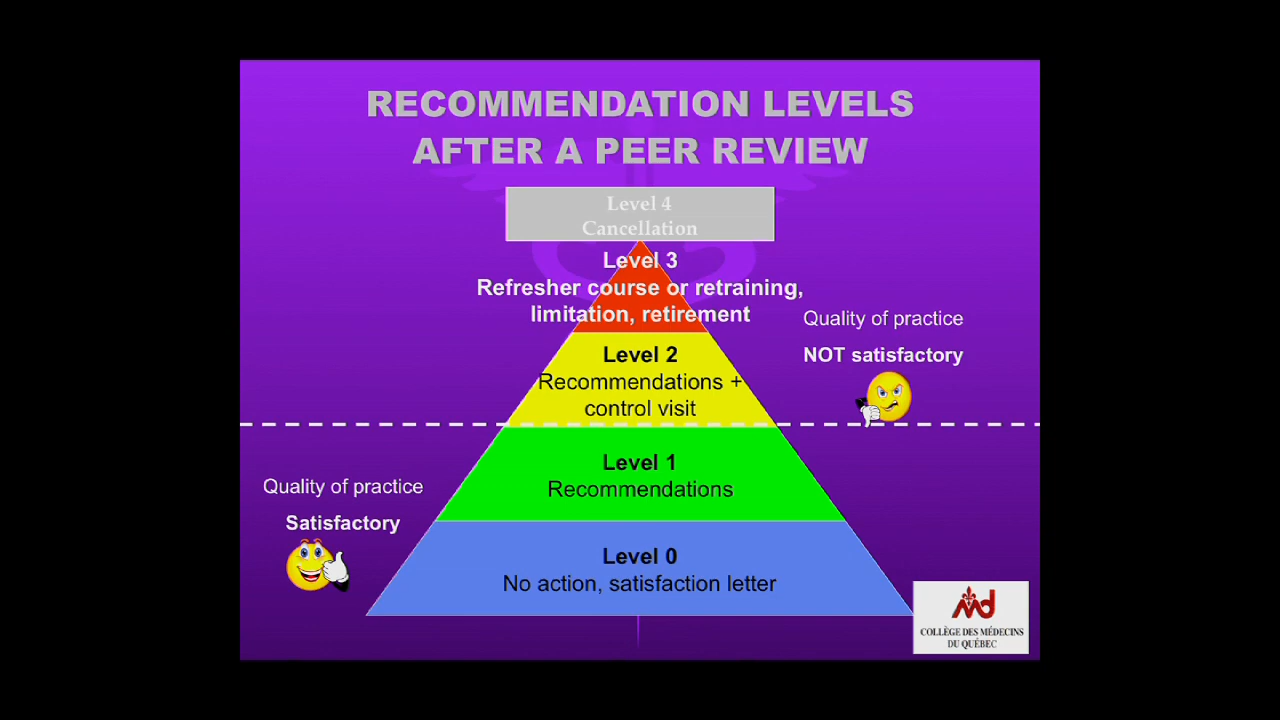 RECOMMENDATION LEVELS
AFTER A PEER REVIEW
Level 4
Cancellation
Level 3
Refresher course or retraining,
limitation, retirement
Quality of practice
NOT satisfactory
Level 2
Recommendations +
control visit
Level 1
Recommendations
Quality of practice
Satisfactory
Level 0
No action, satisfaction letter
COLLÈGE DES MÉDECINS
DU QUÉBEC